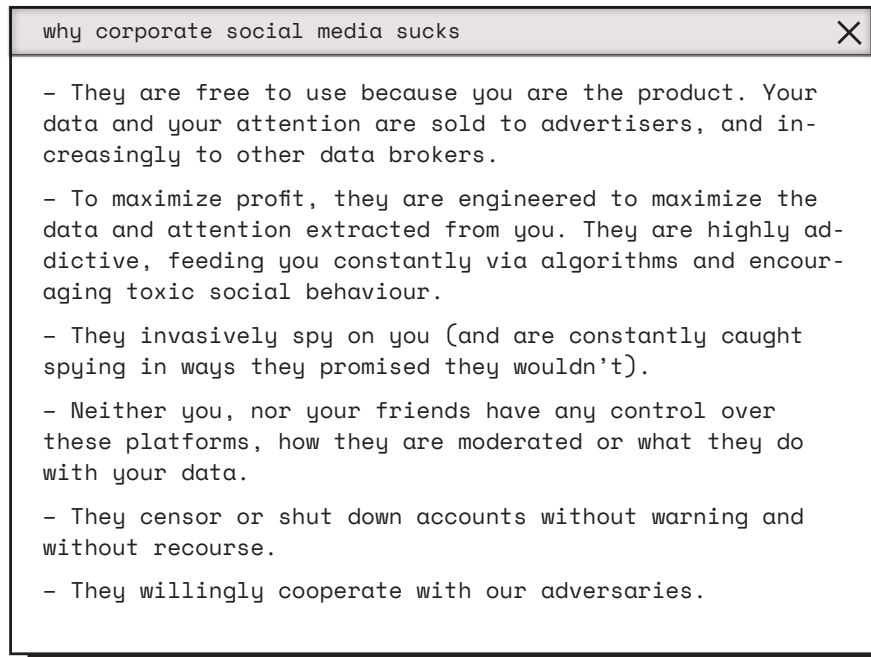 why corporate social media sucks
– They are free to use because you are the product. Your
data and your attention are sold to advertisers, and in-
creasingly to other data brokers.
– To maximize profit, they are engineered to maximize the
data and attention extracted from you. They are highly ad-
dictive, feeding you constantly via algorithms and encour-
aging toxic social behaviour.
– They invasively spy on you (and are constantly caught
spying in ways they promised they wouldn't).
– Neither you, nor your friends have any control over
these platforms, how they are moderated or what they do
with your data.
– They censor or shut down accounts without warning and
without recourse.
– They willingly cooperate with our adversaries.